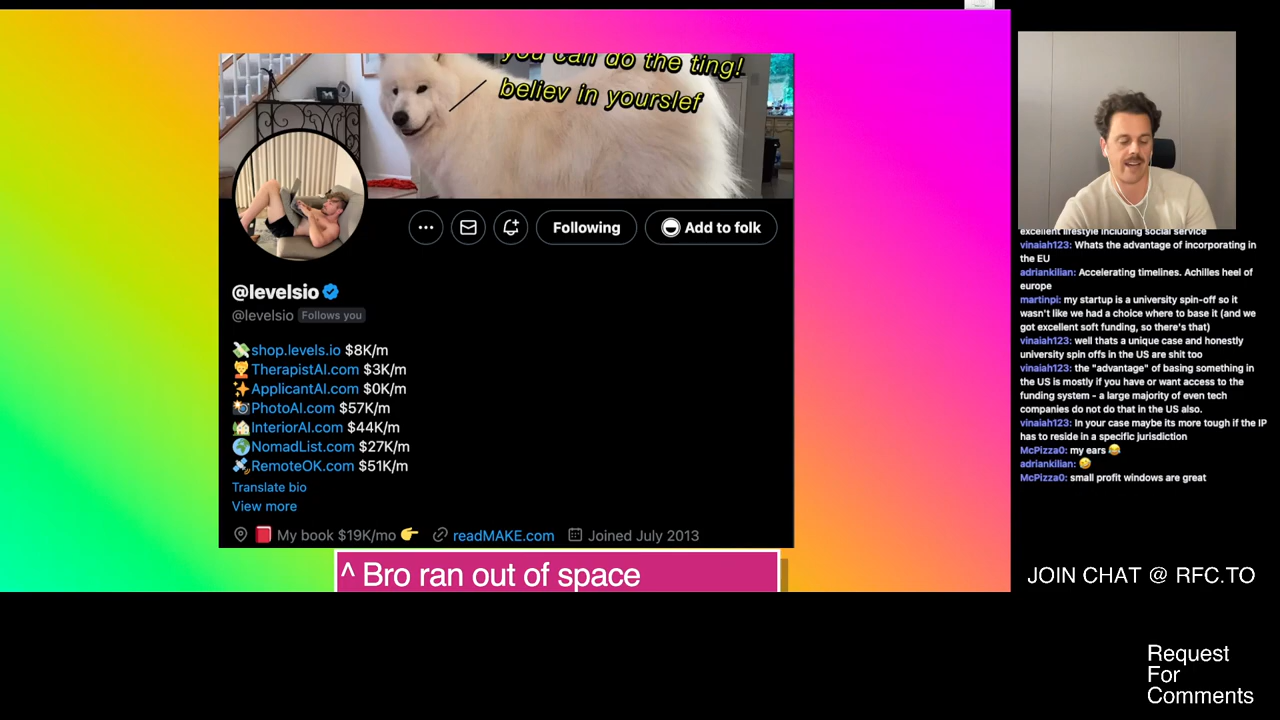 you can do the ting!
believ in yourslef
Following
Add to folk
@levelsio
@levelsio Follows you
shop.levels.io $8K/m
TherapistAI.com $3K/m
ApplicantAI.com $0K/m
PhotoAI.com $57K/m
InteriorAI.com $44K/m
NomadList.com $27K/m
RemoteOK.com $51K/m
Translate bio
View more
My book $19K/mo 👉 readMAKE.com Joined July 2013
^ Bro ran out of space
excellent lifestyle including social service
vinaiah123: Whats the advantage of incorporating in
the EU
adriankilian: Accelerating timelines. Achilles heel of
europe
martinpi: my startup is a university spin-off so it
wasn't like we had a choice where to base it (and we
got excellent soft funding, so there's that)
vinaiah123: well thats a unique case and honestly
university spin offs in the US are shit too
vinaiah123: the "advantage" of basing something in
the US is mostly if you have or want access to the
funding system - a large majority of even tech
companies do not do that in the US also.
vinaiah123: In your case maybe its more tough if the IP
has to reside in a specific jurisdiction
McPizza0: my ears 😂
adriankilian: 🤣
McPizza0: small profit windows are great
JOIN CHAT @ RFC.TO
Request
For
Comments